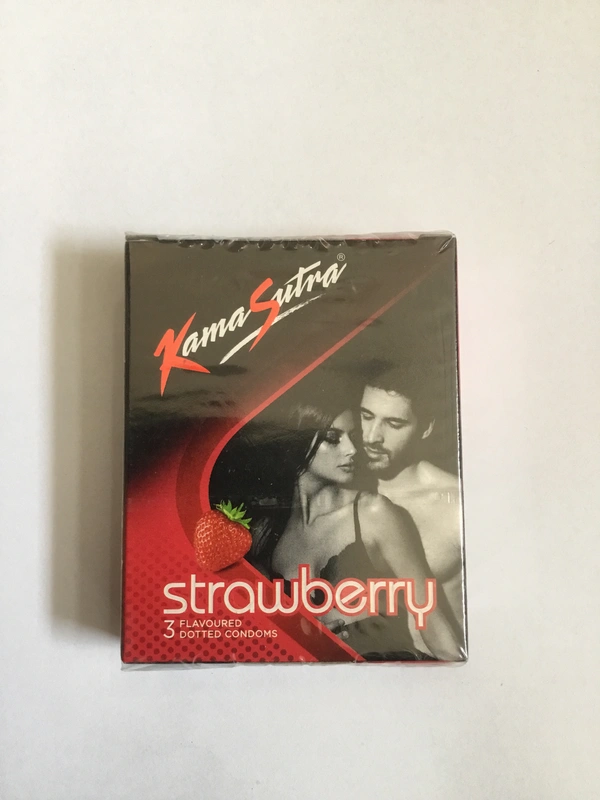 KamaSutra®
strawberry
3 FLAVOURED
DOTTED CONDOMS